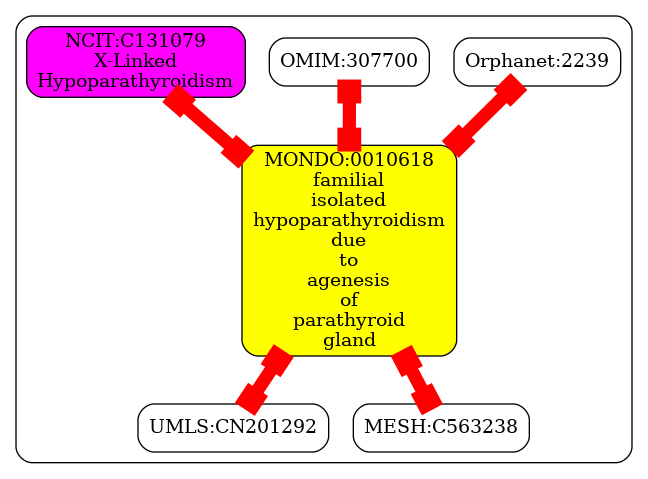 NCIT:C131079
X-Linked
Hypoparathyroidism
OMIM:307700
Orphanet:2239
MONDO:0010618
familial
isolated
hypoparathyroidism
due
to
agenesis
of
parathyroid
gland
UMLS:CN201292
MESH:C563238